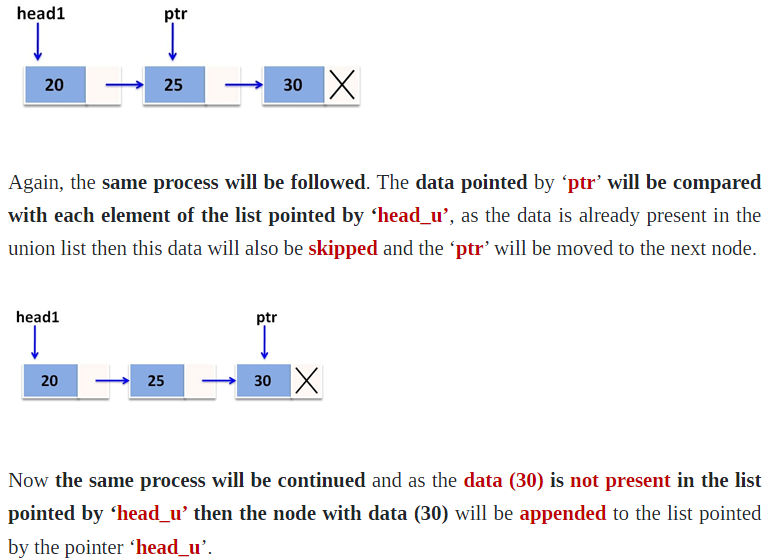 head1 ptr
20 25 30
Again, the same process will be followed. The data pointed by ‘ptr’ will be compared
with each element of the list pointed by ‘head_u’, as the data is already present in the
union list then this data will also be skipped and the ‘ptr’ will be moved to the next node.
head1 ptr
20 25 30
Now the same process will be continued and as the data (30) is not present in the list
pointed by ‘head_u’ then the node with data (30) will be appended to the list pointed
by the pointer ‘head_u’.